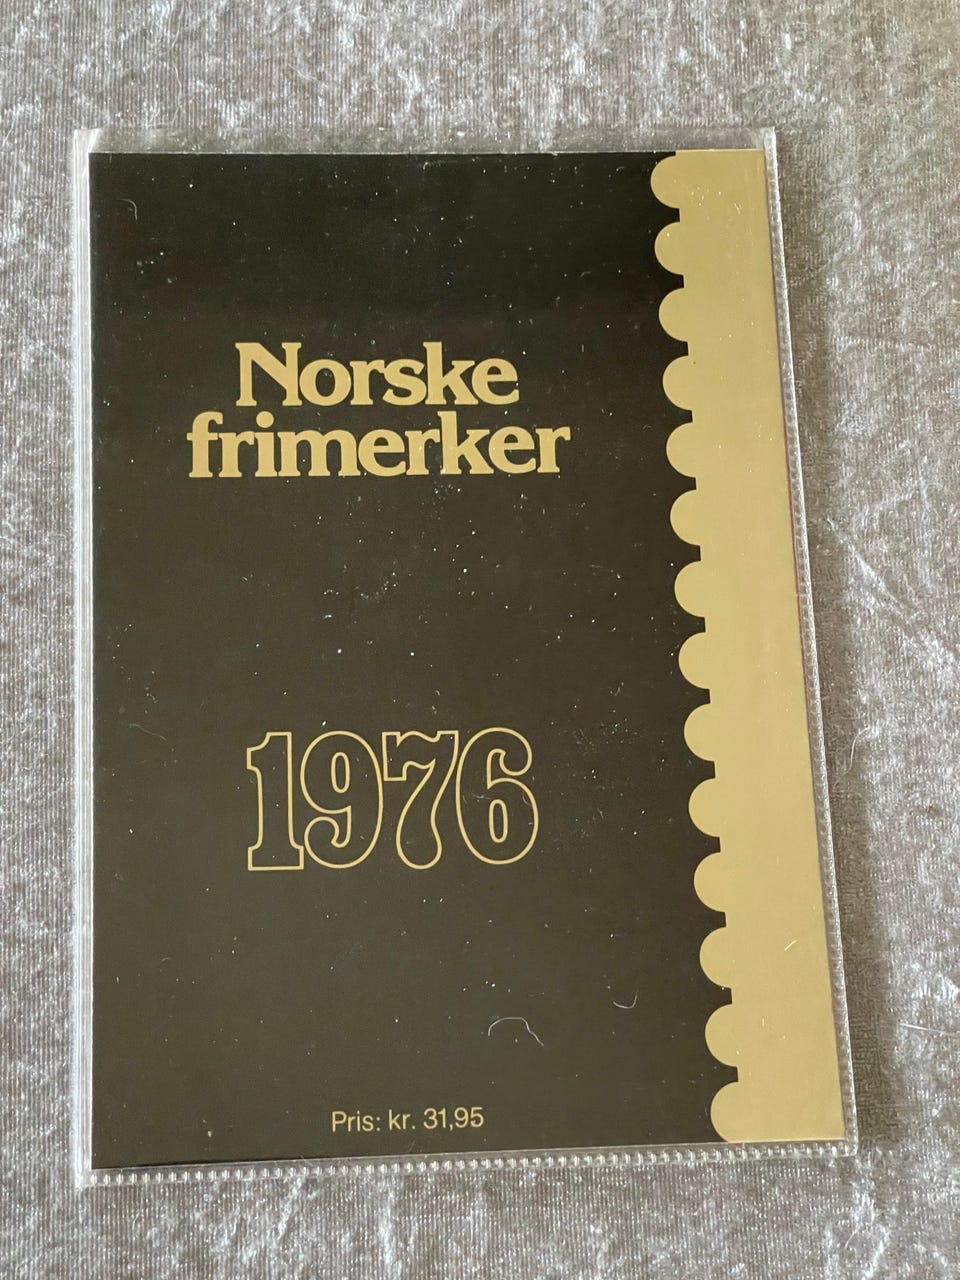 Norske
frimerker
1976
Pris: kr. 31,95